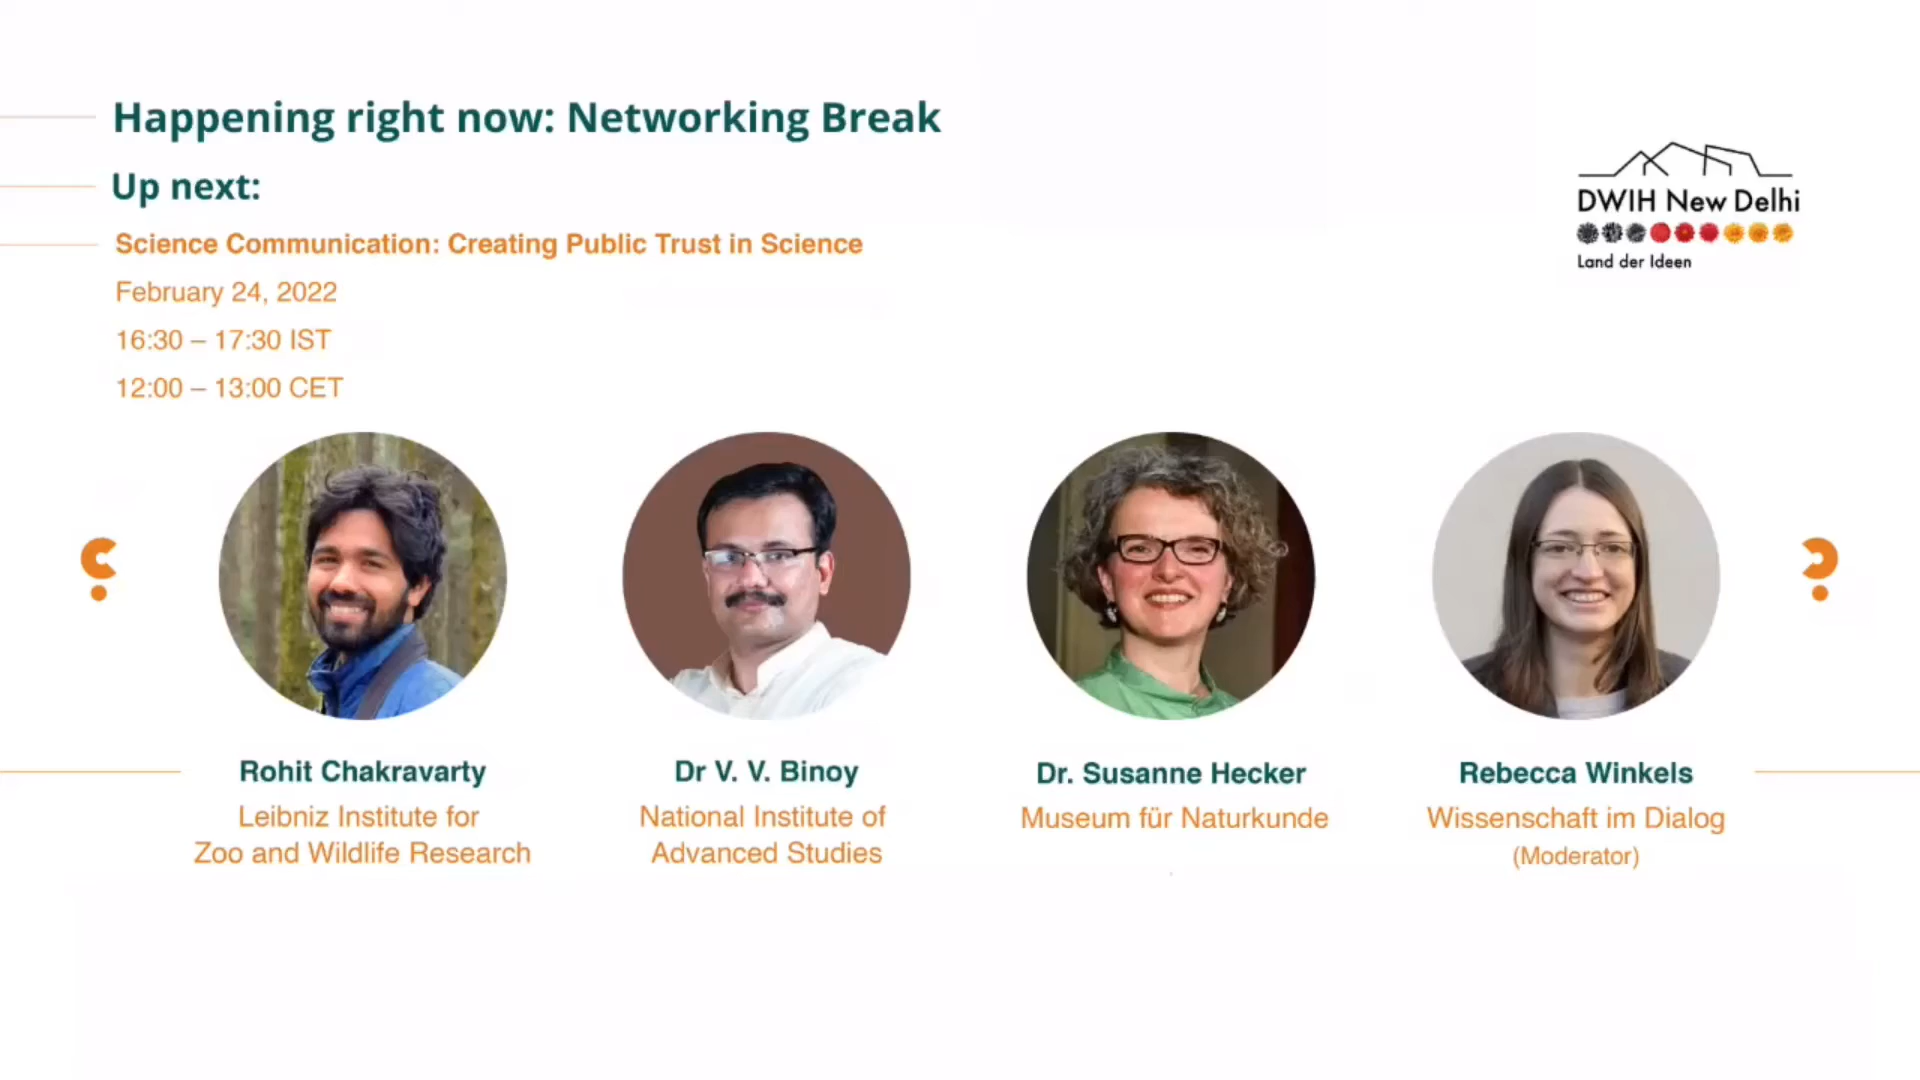 Happening right now: Networking Break
Up next:
Science Communication: Creating Public Trust in Science
February 24, 2022
16:30 – 17:30 IST
12:00 – 13:00 CET
DWIH New Delhi
Land der Ideen
Rohit Chakravarty
Leibniz Institute for
Zoo and Wildlife Research
Dr V. V. Binoy
National Institute of
Advanced Studies
Dr. Susanne Hecker
Museum für Naturkunde
Rebecca Winkels
Wissenschaft im Dialog
(Moderator)